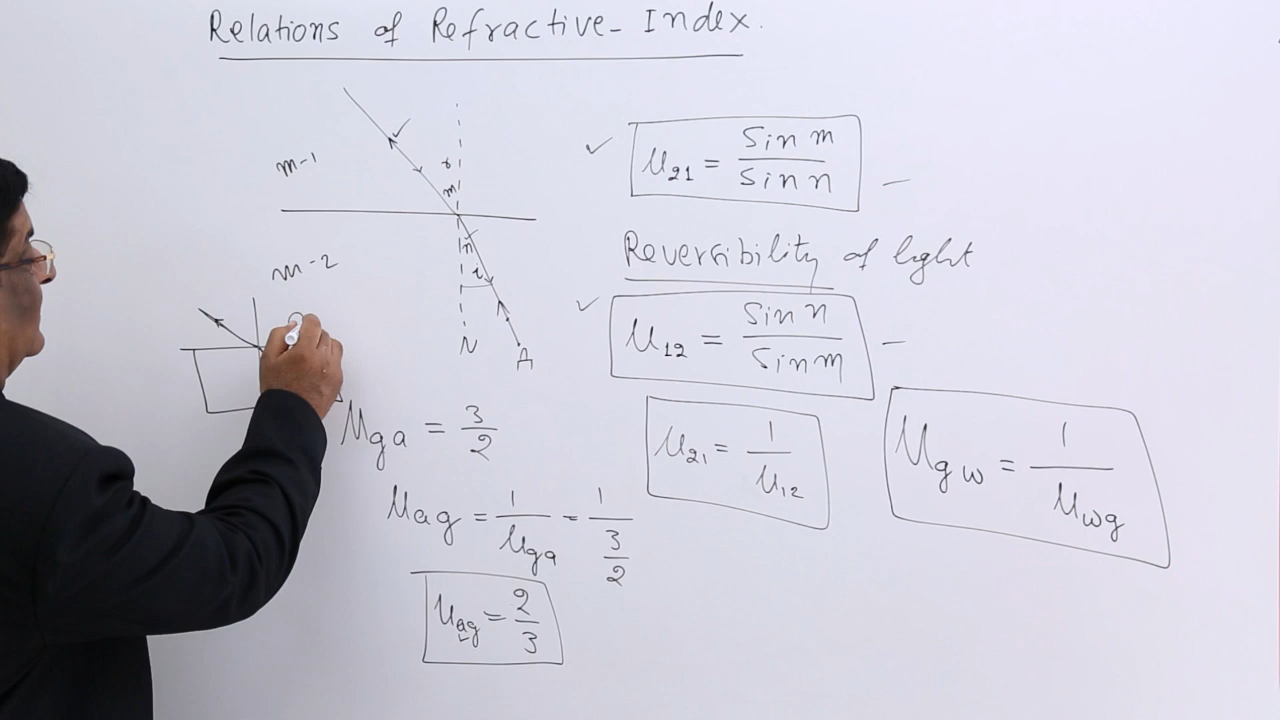 Relations of Refractive-Index.
m-1
r
m
n
i
m-2
N
A
μ21 = Sin m / Sin n
Reversibility of light
μ12 = Sin n / Sin m
μ21 = 1 / μ12
μgw = 1 / μwg
μga = 3/2
μag = 1 / μga = 1 / 3/2
μag = 2/3